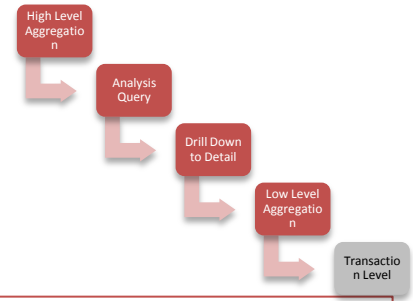 High Level
Aggregatio
n
Analysis
Query
Drill Down
to Detail
Low Level
Aggregatio
n
Transactio
n Level